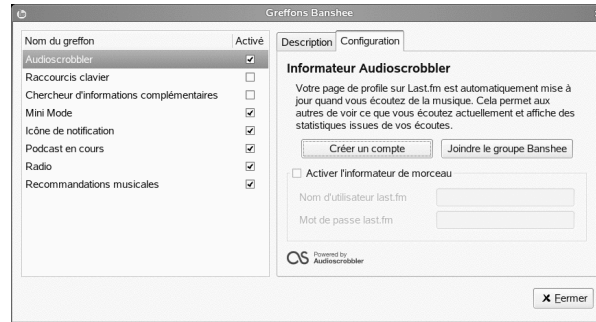 Greffons Banshee
Nom du greffon Activé
Audioscrobbler
Raccourcis clavier
Chercheur d'informations complémentaires
Mini Mode
Icône de notification
Podcast en cours
Radio
Recommandations musicales
Description Configuration
Informateur Audioscrobbler
Votre page de profile sur Last.fm est automatiquement mise à
jour quand vous écoutez de la musique. Cela permet aux
autres de voir ce que vous écoutez actuellement et affiche des
statistiques issues de vos écoutes.
Créer un compte Joindre le groupe Banshee
Activer l'informateur de morceau
Nom d'utilisateur last.fm
Mot de passe last.fm
Powered by
Audioscrobbler
Fermer